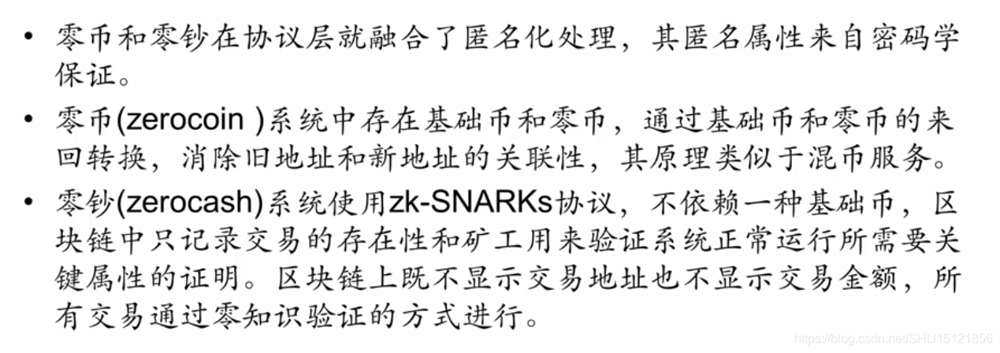 • 零币和零钞在协议层就融合了匿名化处理，其匿名属性来自密码学
保证。
• 零币(zerocoin )系统中存在基础币和零币，通过基础币和零币的来
回转换，消除旧地址和新地址的关联性，其原理类似于混币服务。
• 零钞(zerocash)系统使用zk-SNARKs协议，不依赖一种基础币，区
块链中只记录交易的存在性和矿工用来验证系统正常运行所需要关
键属性的证明。区块链上既不显示交易地址也不显示交易金额，所
有交易通过零知识验证的方式进行。
https://blog.csdn.net/SHU15121856